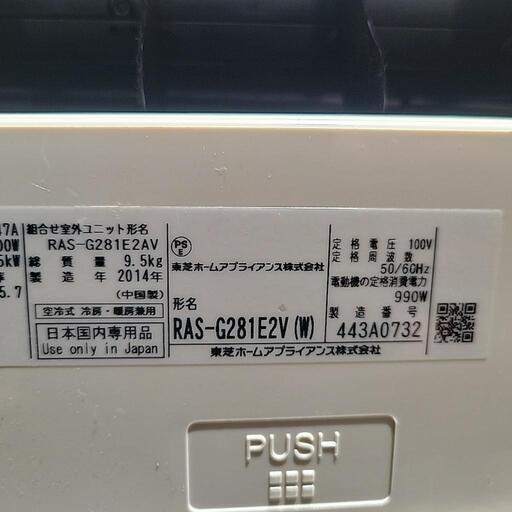 47A
00W
5kW
5.7
組合せ室外ユニット形名
RAS-G281E2AV
総質量 9.5kg
製造年 2014年
(中国製)
空冷式 冷房・暖房兼用
日本国内専用品
Use only in Japan
PS
E
東芝ホームアプライアンス株式会社
形名
RAS-G281E2V(W)
東芝ホームアプライアンス株式会社
定格電圧 100V
定格周波数
50/60Hz
電動機の定格消費電力
990W
製造番号
443A0732
PUSH